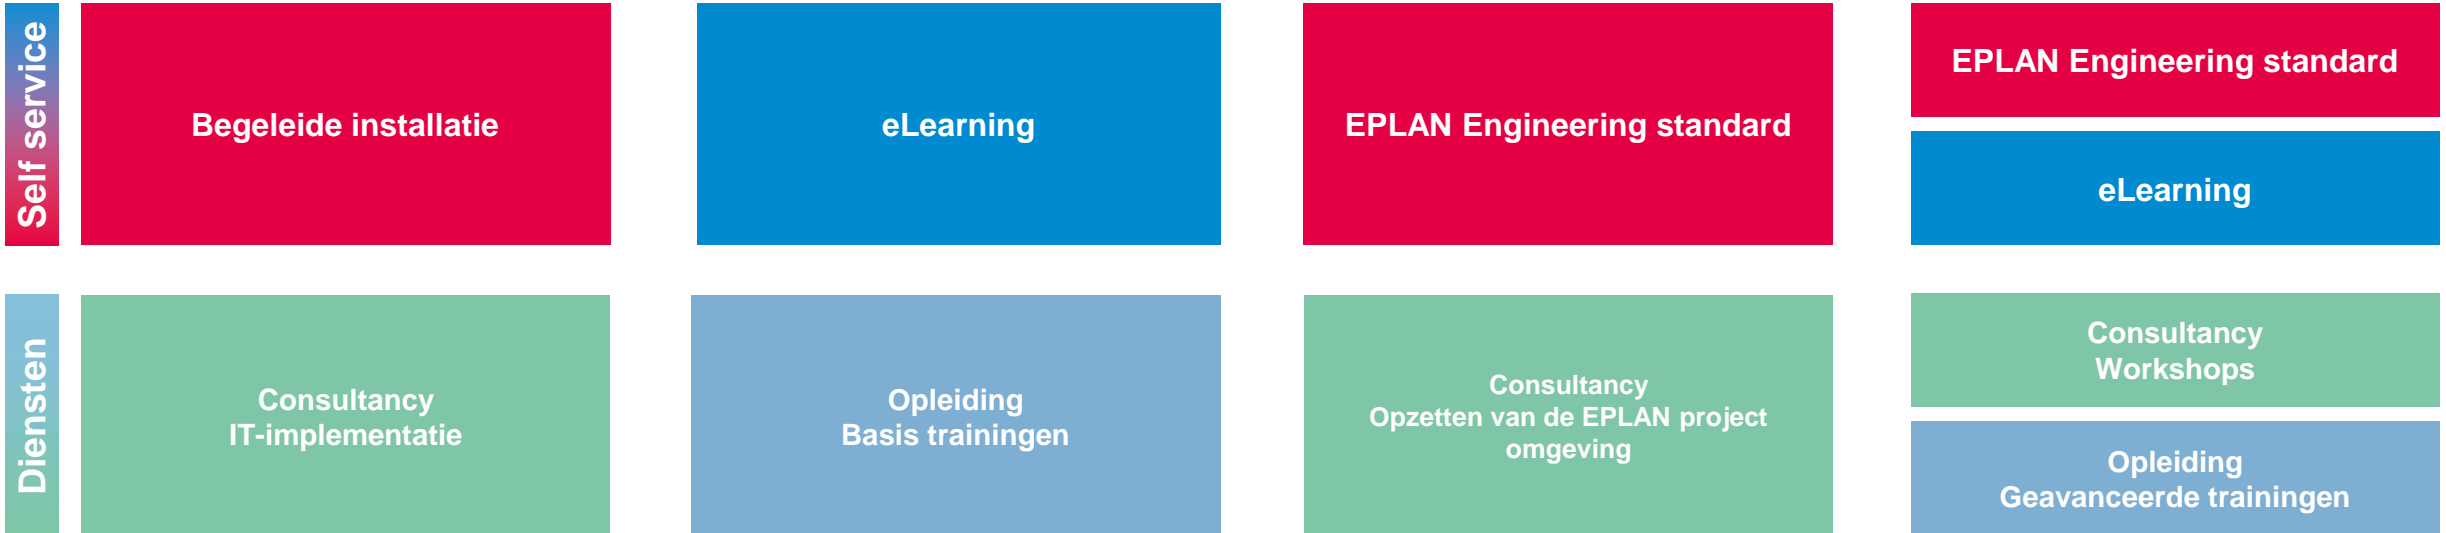 Self service
Begeleide installatie
eLearning
EPLAN Engineering standard
EPLAN Engineering standard
eLearning
Diensten
Consultancy
IT-implementatie
Opleiding
Basis trainingen
Consultancy
Opzetten van de EPLAN project
omgeving
Consultancy
Workshops
Opleiding
Geavanceerde trainingen